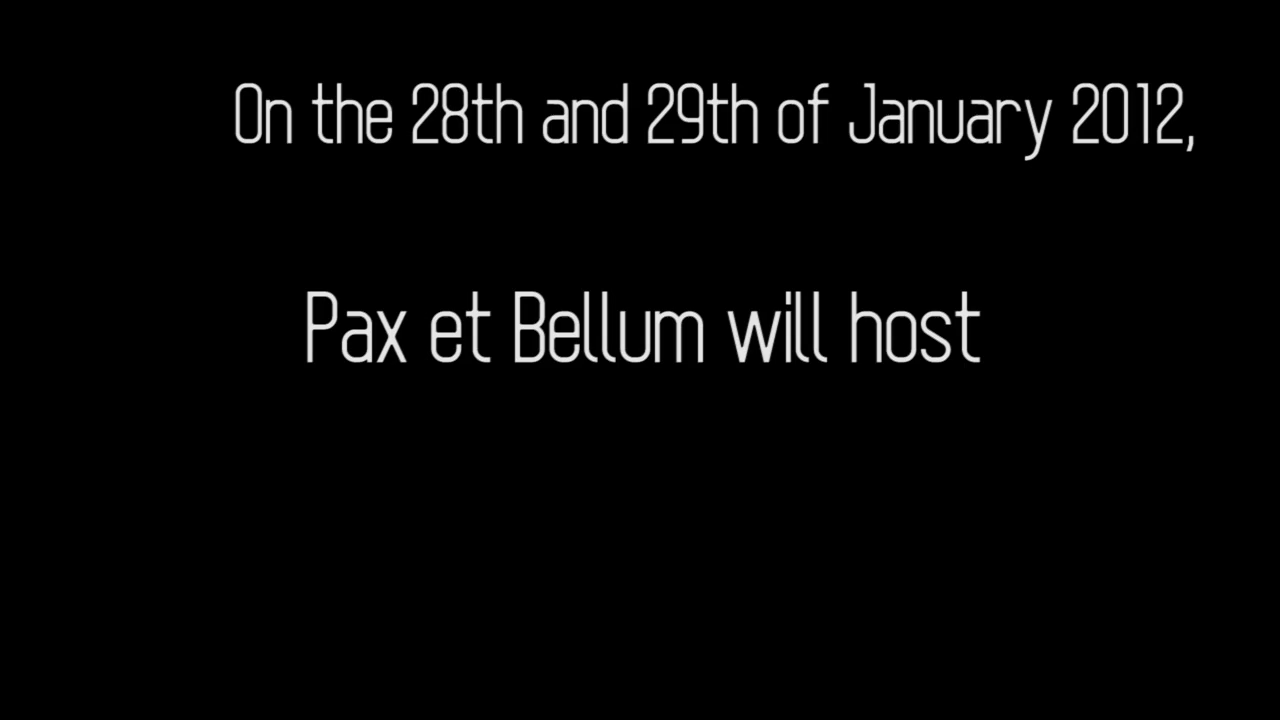 On the 28th and 29th of January 2012,
Pax et Bellum will host